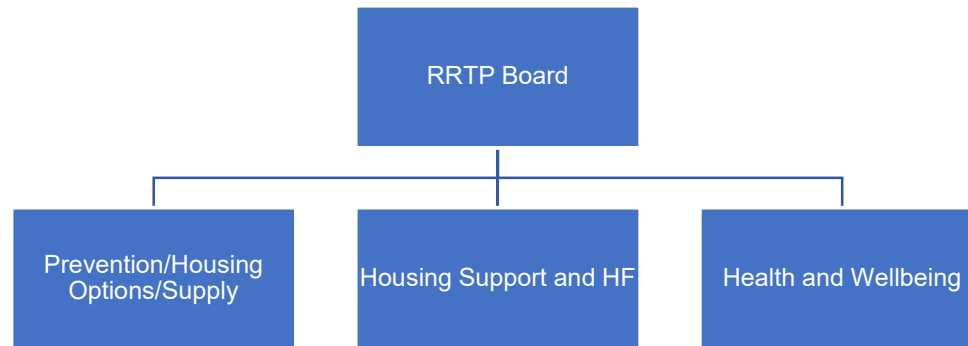 RRTP Board
Prevention/Housing
Options/Supply
Housing Support and HF
Health and Wellbeing